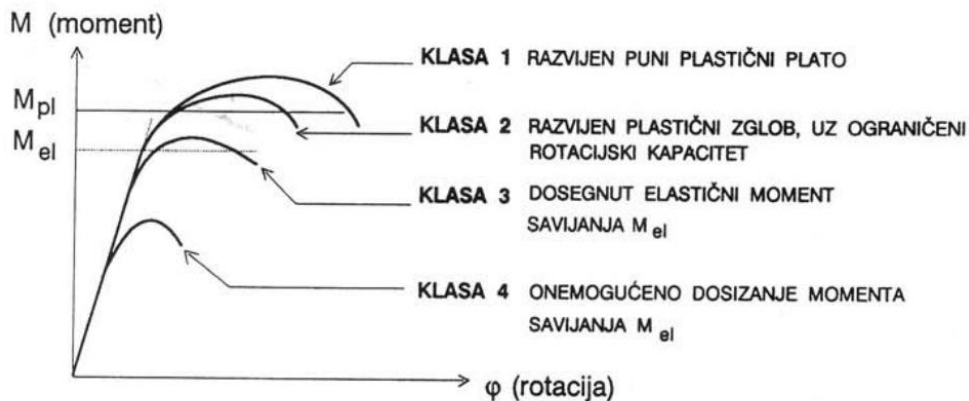 M (moment)
KLASA 1 RAZVIJEN PUNI PLASTIČNI PLATO
M pl
KLASA 2 RAZVIJEN PLASTIČNI ZGLOB, UZ OGRANIČENI
ROTACIJSKI KAPACITET
M el
KLASA 3 DOSEGNUT ELASTIČNI MOMENT
SAVIJANJA M el
KLASA 4 ONEMOGUĆENO DOSIZANJE MOMENTA
SAVIJANJA M el
φ (rotacija)